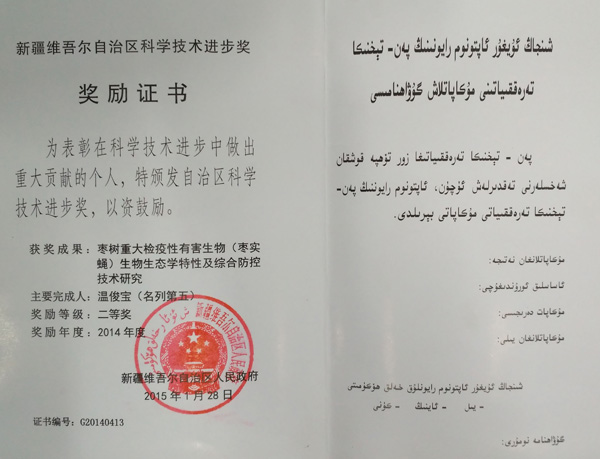 新疆维吾尔自治区科学技术进步奖
奖励证书
为表彰在科学技术进步中做出
重大贡献的个人，特颁发自治区科学
技术进步奖，以资鼓励。
获奖成果：枣树重大检疫性有害生物（枣实
蝇）生物生态学特性及综合防控
技术研究
主要完成人：温俊宝（名列第五）
奖励等级：二等奖
奖励年度：2014年度
新疆维吾尔自治区人民政府
2015年1月28日
证书编号：G20140413
شىنجاڭ ئۇيغۇر ئاپتونوم رايونىنىڭ پەن - تېخنىكا
تەرەققىياتىنى مۇكاپاتلاش گۇۋاھنامىسى
پەن - تېخنىكا تەرەققىياتىغا زور تۆھپە قوشقان
شەخسلەرنى تەقدىرلەش ئۈچۈن، ئاپتونوم رايوننىڭ پەن-
تېخنىكا تەرەققىياتى مۇكاپاتى بېرىلدى.
مۇكاپاتلانغان نەتىجە:
ئاساسلىق ئورۇندىغۇچى:
مۇكاپات دەرىجىسى:
مۇكاپاتلانغان يىلى:
شىنجاڭ ئۇيغۇر ئاپتونوم رايونلۇق خەلق ھۆكۈمىتى
- يىل - ئاينىڭ - كۈنى
گۇۋاھنامە نومۇرى: